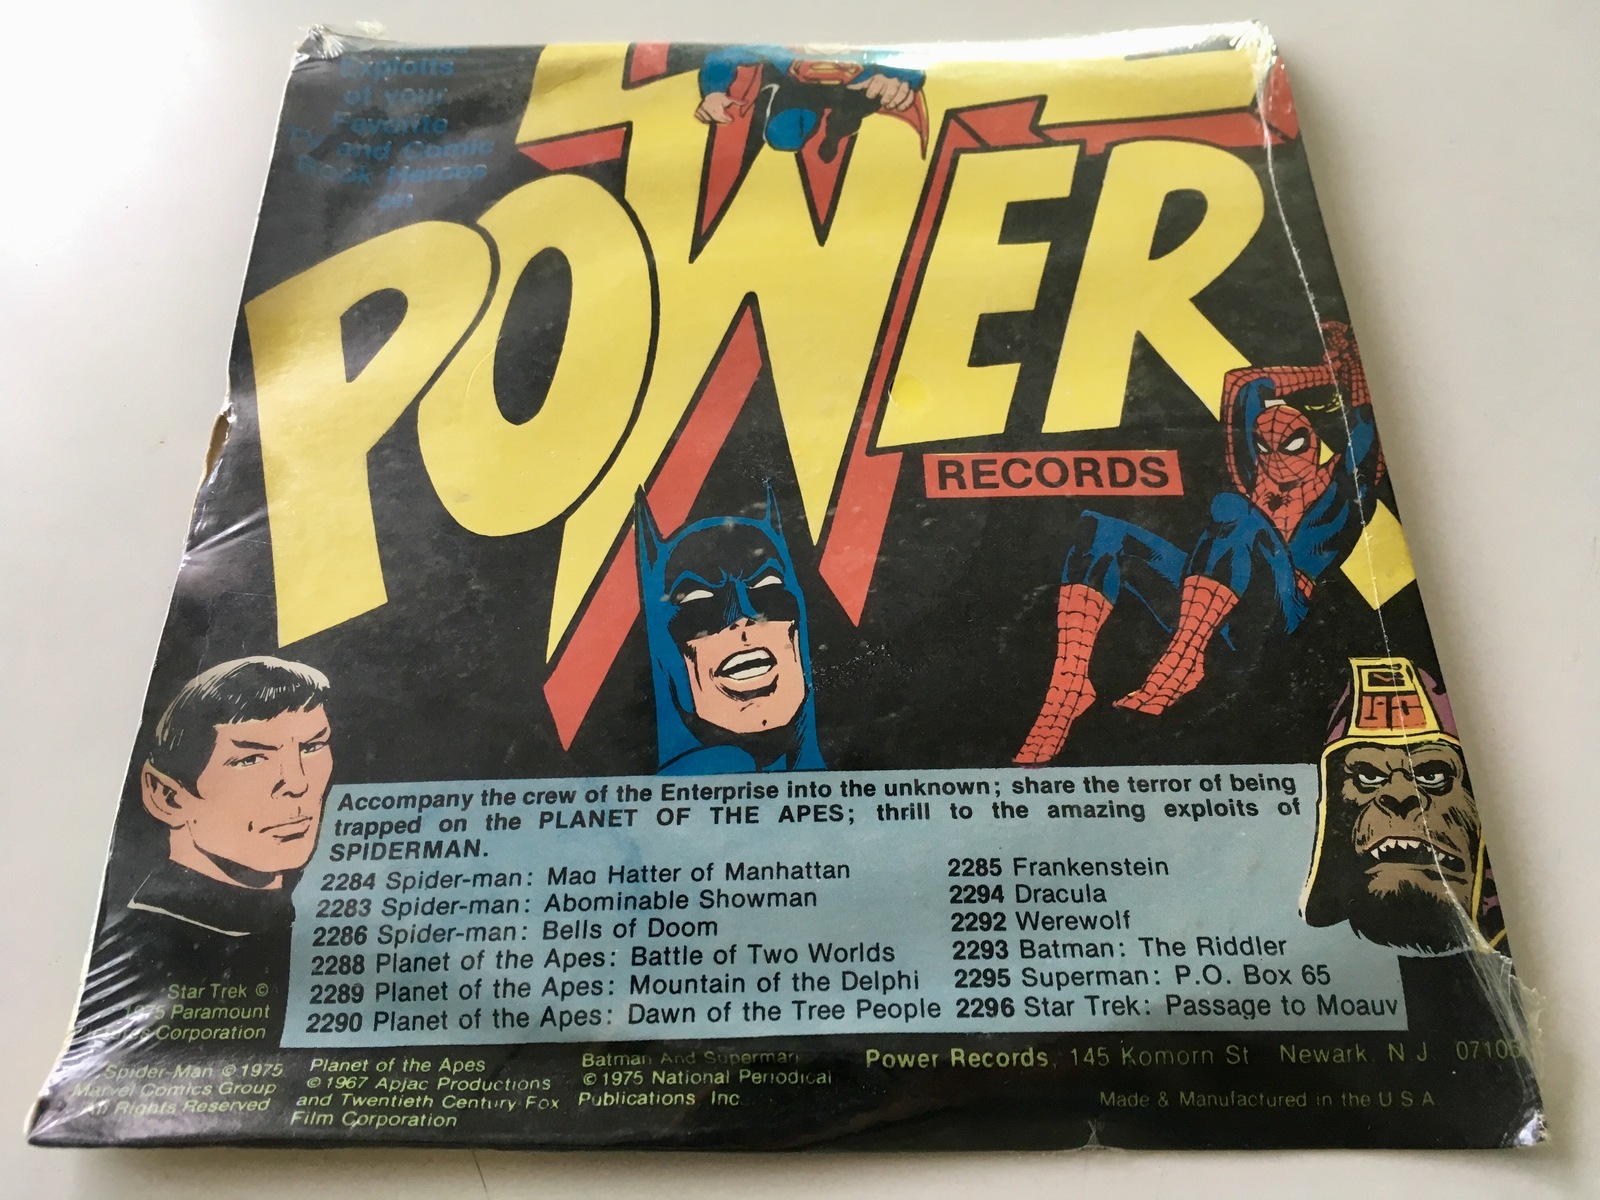 Exploits
of your
Favorite
TV and Comic
Book Heroes
on
POWER
RECORDS
Accompany the crew of the Enterprise into the unknown; share the terror of being
trapped on the PLANET OF THE APES; thrill to the amazing exploits of
SPIDERMAN.
2284 Spider-man: Mad Hatter of Manhattan
2283 Spider-man: Abominable Showman
2286 Spider-man: Bells of Doom
2288 Planet of the Apes: Battle of Two Worlds
2289 Planet of the Apes: Mountain of the Delphi
2290 Planet of the Apes: Dawn of the Tree People
2285 Frankenstein
2294 Dracula
2292 Werewolf
2293 Batman: The Riddler
2295 Superman: P.O. Box 65
2296 Star Trek: Passage to Moauv
Star Trek ©
1975 Paramount
Corporation
Spider-Man © 1975
Marvel Comics Group
All Rights Reserved
Planet of the Apes
© 1967 Apjac Productions
and Twentieth Century-Fox
Film Corporation
Batman And Superman
© 1975 National Periodical
Publications Inc
Power Records, 145 Komorn St Newark N J
Made & Manufactured in the U S A